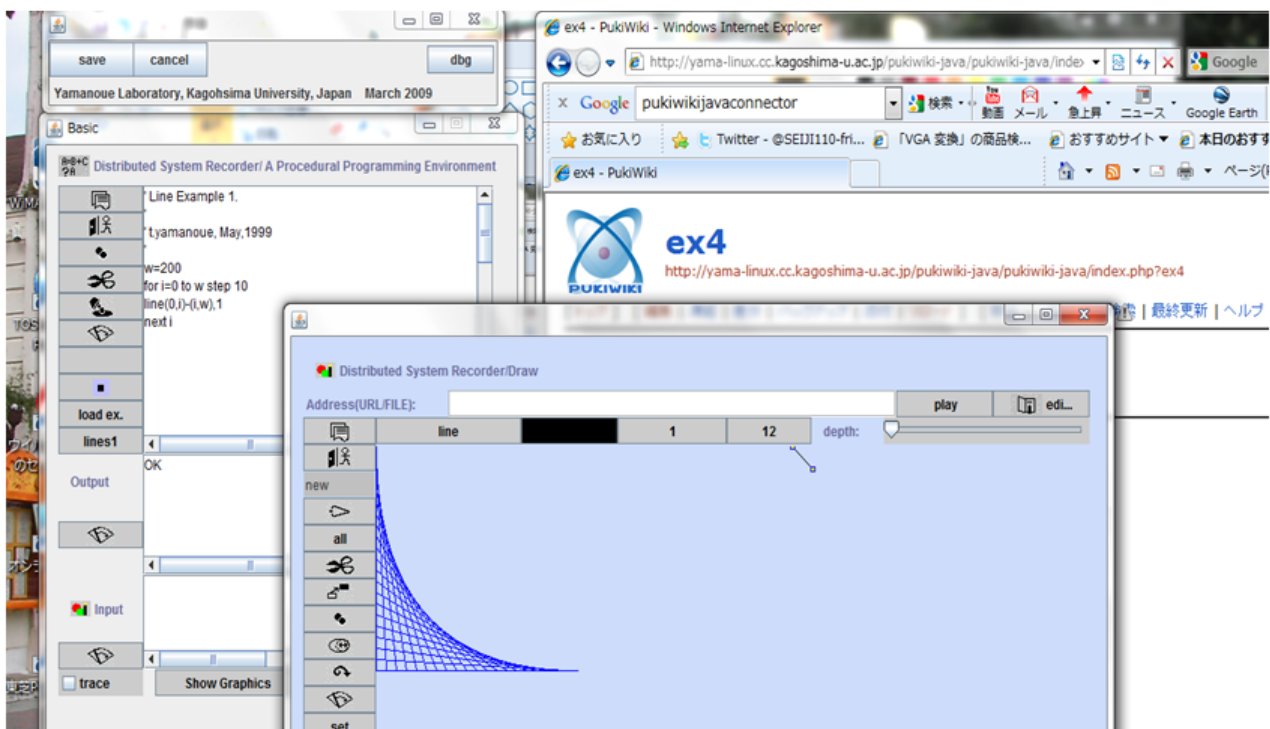 save cancel dbg
Yamanoue Laboratory, Kagohsima University, Japan March 2009
Basic
A=B+C
?A
Distributed System Recorder/ A Procedural Programming Environment
' Line Example 1.
'
' t,yamanoue, May,1999
'
w=200
for i=0 to w step 10
line(0,i)-(i,w),1
next i
load ex.
lines1
Output
OK
Input
trace
Show Graphics
ex4 - PukiWiki - Windows Internet Explorer
http://yama-linux.cc.kagoshima-u.ac.jp/pukiwiki-java/pukiwiki-java/index
Google
x Google pukiwikijavaconnector 検索 動画 メール 急上昇 ニュース Google Earth
お気に入り Twitter - @SEIJI110-fri... 「VGA 変換」の商品検... おすすめサイト ▼ 本日のおすす
ex4 - PukiWiki
ページ(
PUKIWIKI
ex4
http://yama-linux.cc.kagoshima-u.ac.jp/pukiwiki-java/pukiwiki-java/index.php?ex4
| 最終更新 | ヘルプ
Distributed System Recorder/Draw
Address(URL/FILE): play edi...
line 1 12 depth:
new
all
set